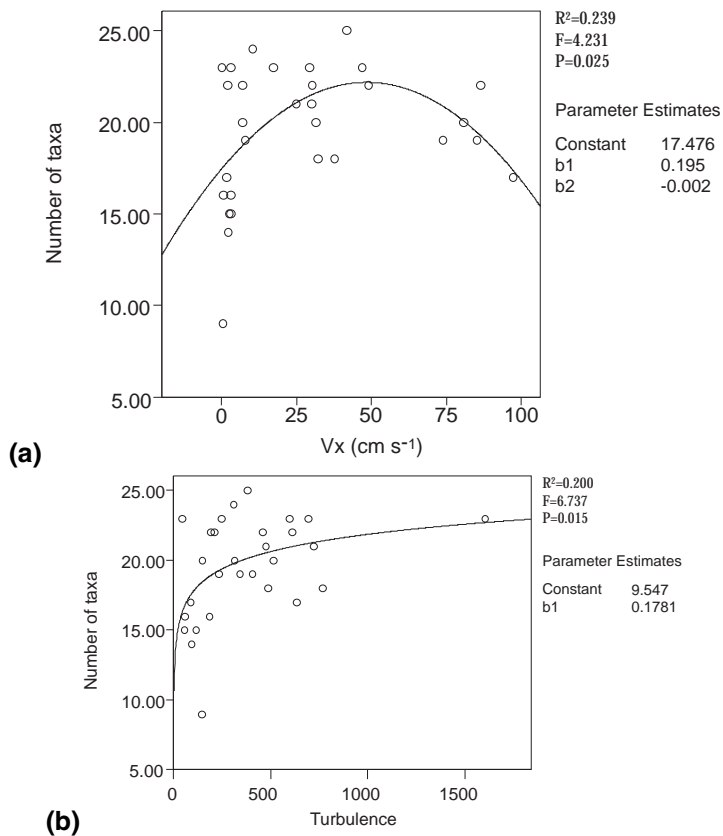 R²=0.239
F=4.231
P=0.025
Parameter Estimates
Constant 17.476
b1 0.195
b2 -0.002
Number of taxa
25.00
20.00
15.00
10.00
5.00
0 25 50 75 100
Vx (cm s⁻¹)
(a)
R²=0.200
F=6.737
P=0.015
Parameter Estimates
Constant 9.547
b1 0.1781
Number of taxa
25.00
20.00
15.00
10.00
5.00
0 500 1000 1500
Turbulence
(b)